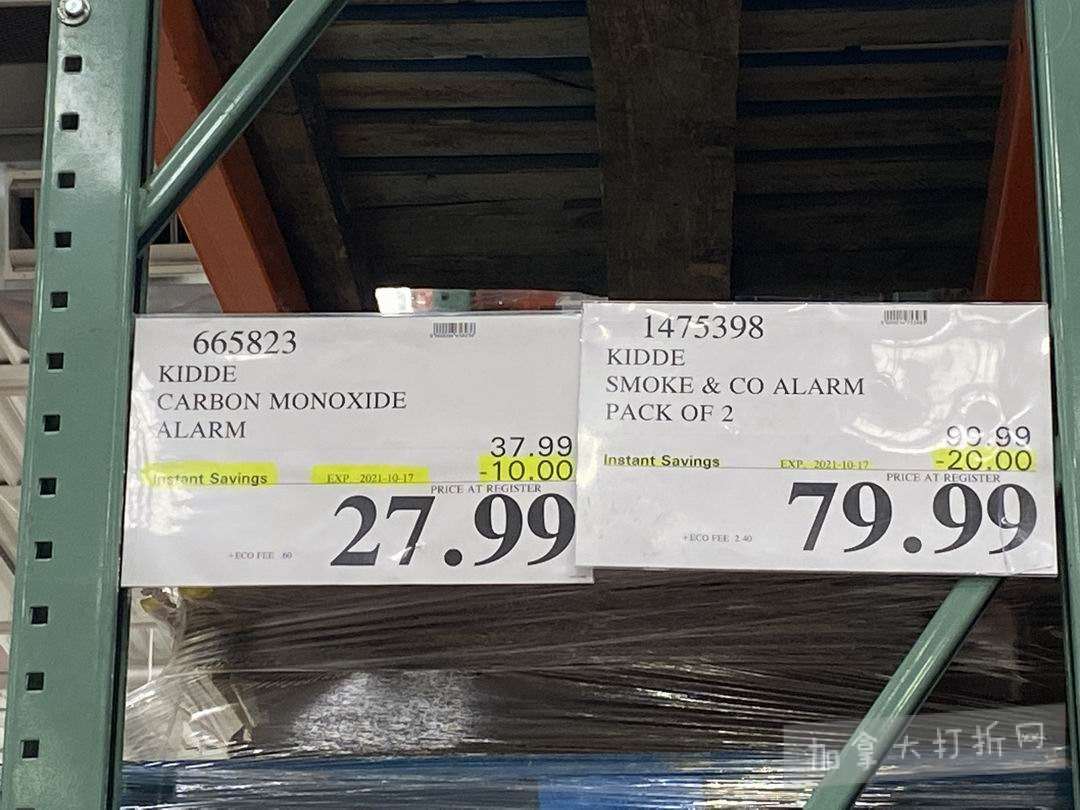 665823
KIDDE
CARBON MONOXIDE
ALARM
37.99
Instant Savings EXP. 2021-10-17 -10.00
PRICE AT REGISTER
27.99
+ECO FEE .60
1475398
KIDDE
SMOKE & CO ALARM
PACK OF 2
99.99
Instant Savings EXP. 2021-10-17 -20.00
PRICE AT REGISTER
79.99
+ECO FEE 2.40
加拿大打折网